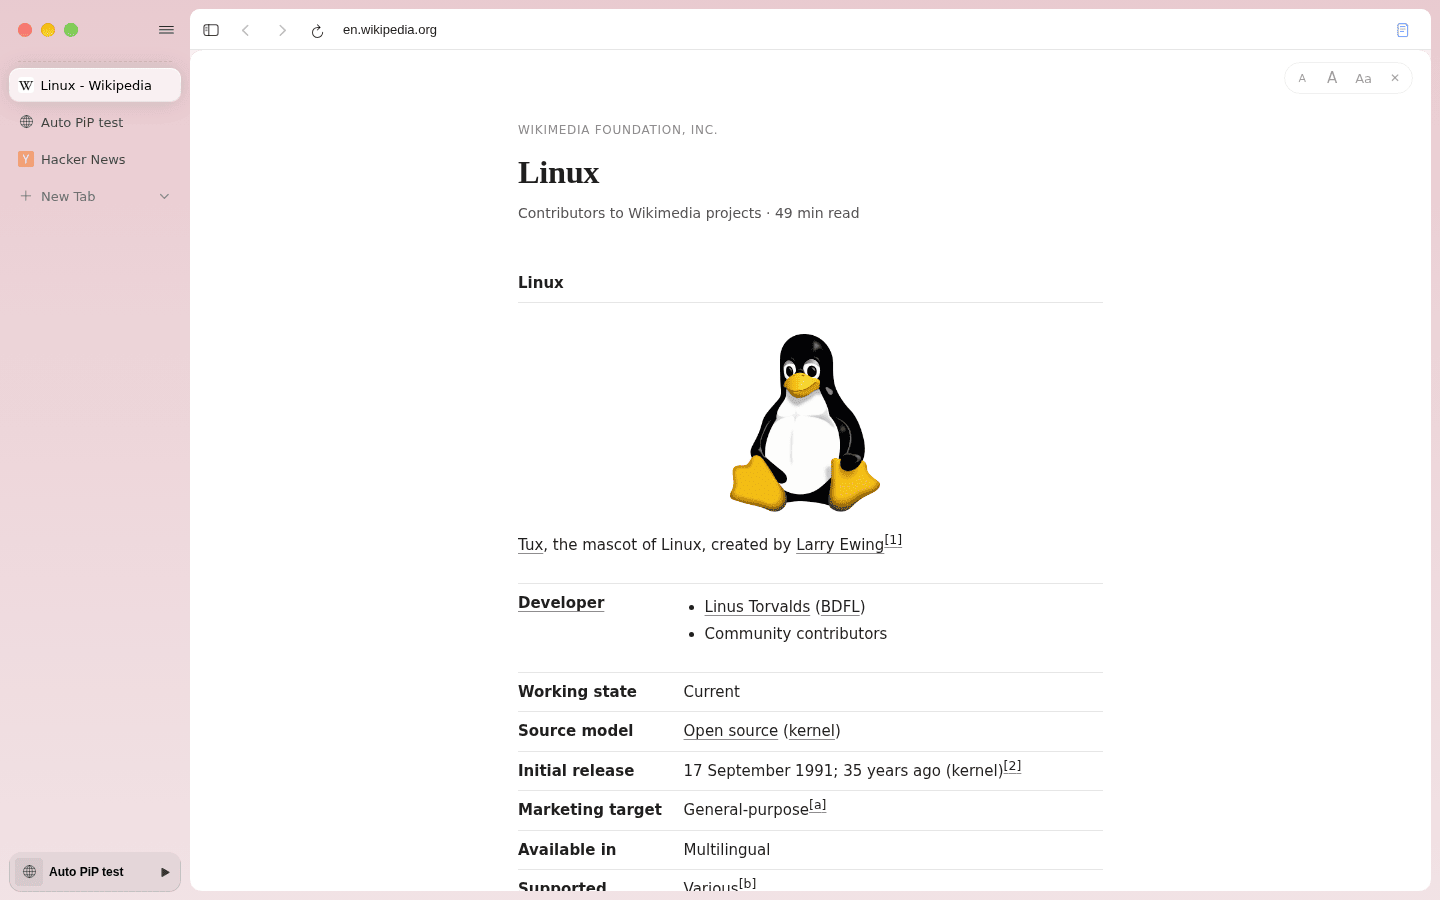 en.wikipedia.org
Linux - Wikipedia
Auto PiP test
Y Hacker News
New Tab
A A Aa ×
WIKIMEDIA FOUNDATION, INC.
Linux
Contributors to Wikimedia projects · 49 min read
Linux
Tux, the mascot of Linux, created by Larry Ewing[1]
Developer
• Linus Torvalds (BDFL)
• Community contributors
Working state Current
Source model Open source (kernel)
Initial release 17 September 1991; 35 years ago (kernel)[2]
Marketing target General-purpose[a]
Available in Multilingual
Supported Various[b]
Auto PiP test